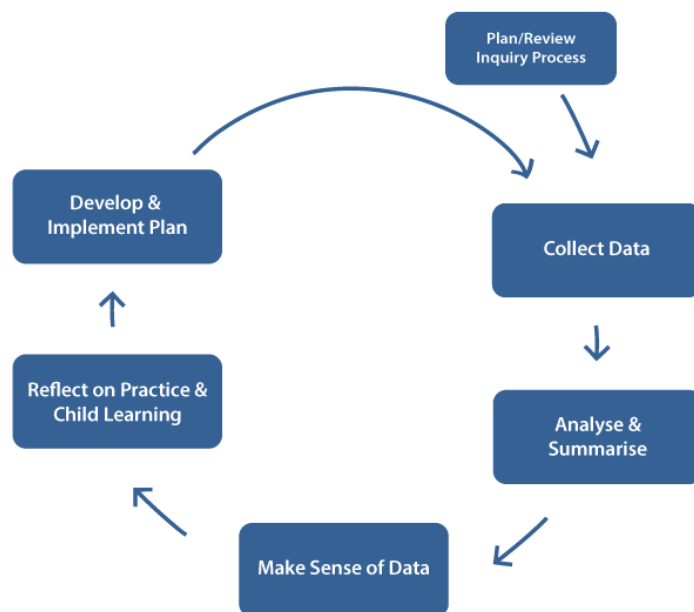 Plan/Review
Inquiry Process
Collect Data
Analyse &
Summarise
Make Sense of Data
Reflect on Practice &
Child Learning
Develop &
Implement Plan